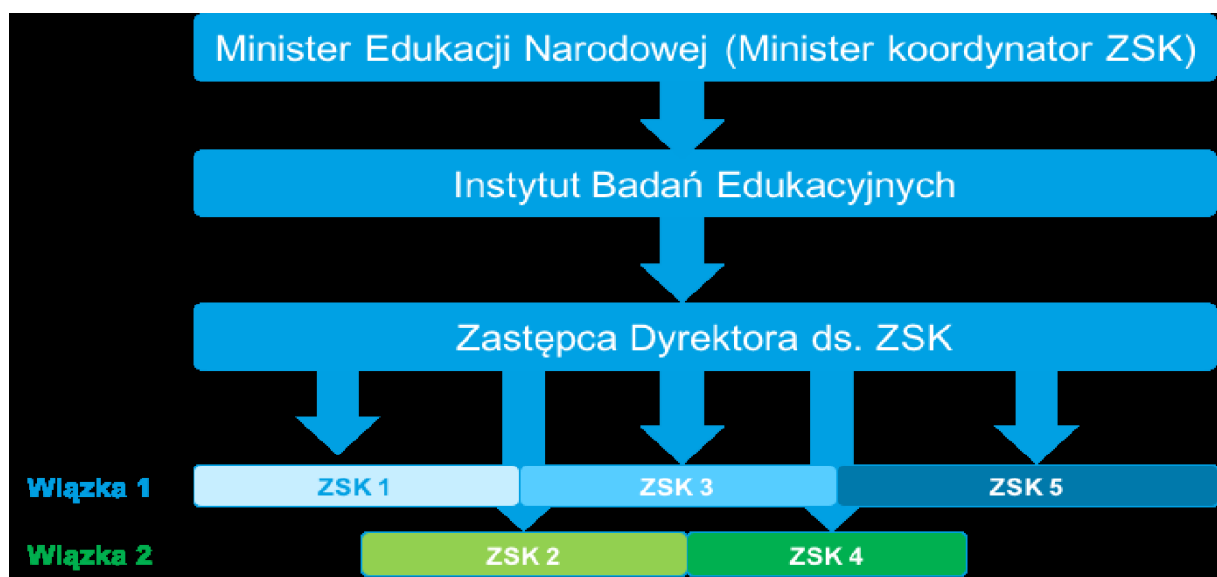 Minister Edukacji Narodowej (Minister koordynator ZSK)
Instytut Badań Edukacyjnych
Zastępca Dyrektora ds. ZSK
Wiązka 1 ZSK 1 ZSK 3 ZSK 5
Wiązka 2 ZSK 2 ZSK 4